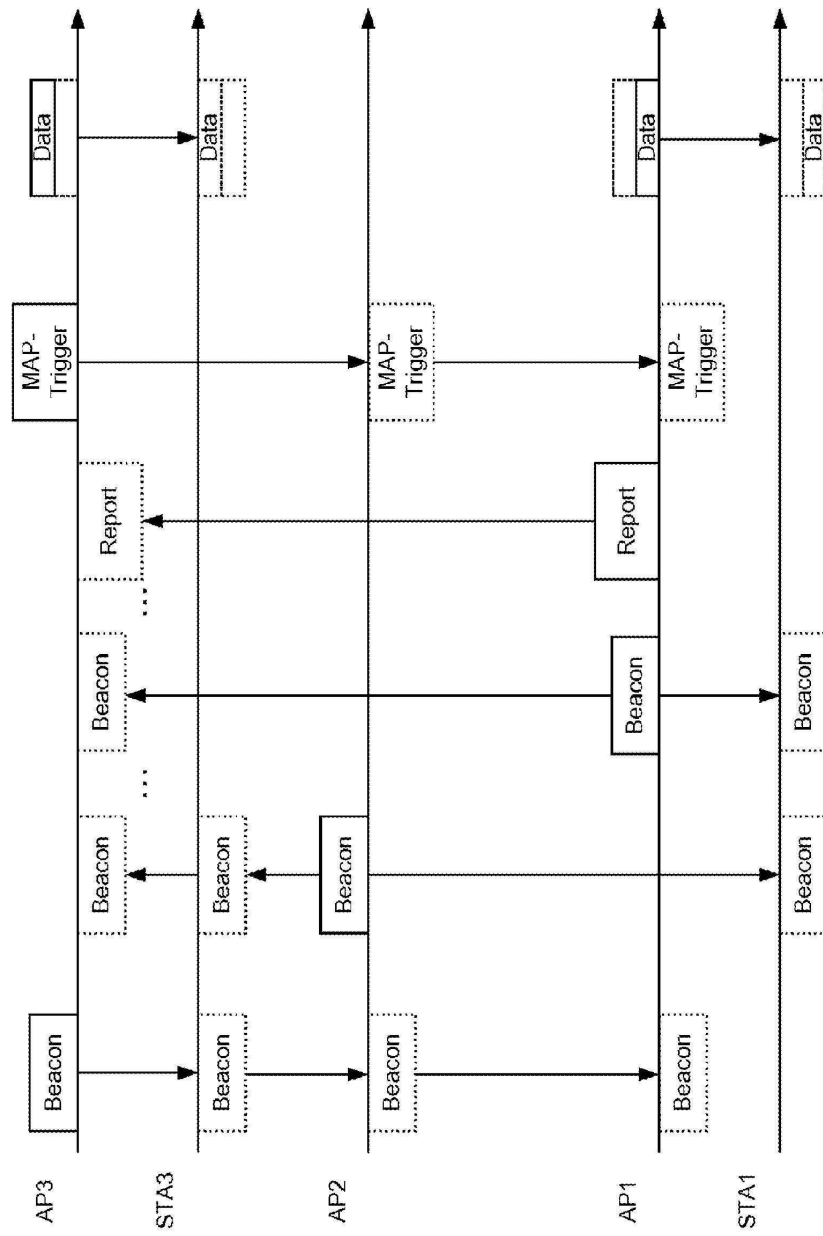 AP3
Beacon
MAP-
Trigger
Data
Beacon
...
Beacon
...
Report
STA3
Beacon
Beacon
Data
AP2
Beacon
Beacon
MAP-
Trigger
AP1
Beacon
Report
Data
Beacon
MAP-
Trigger
STA1
Beacon
Beacon
Data